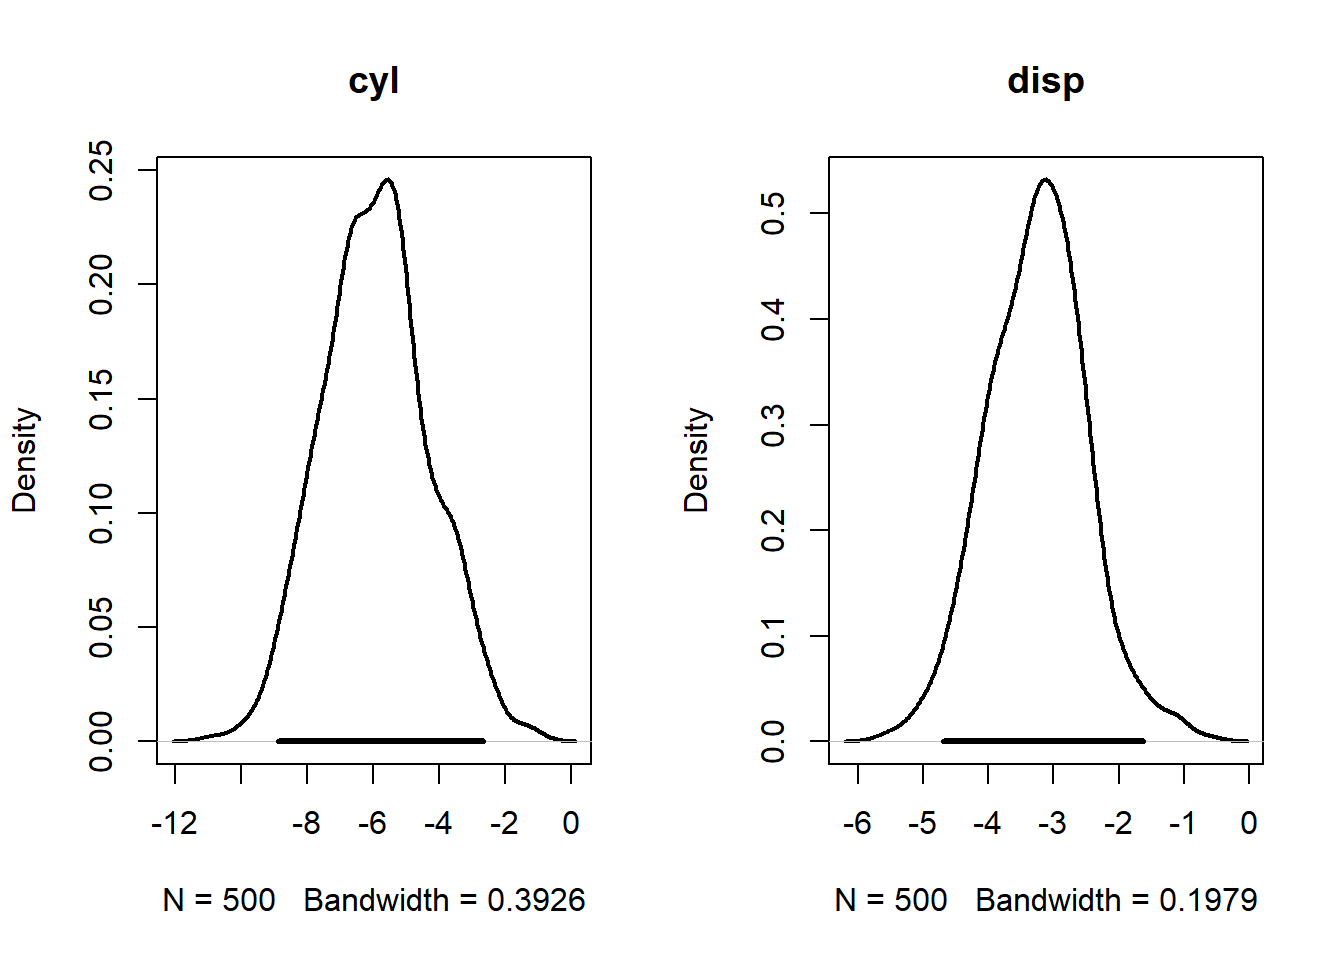 cyl
Density
0.00 0.05 0.10 0.15 0.20 0.25
-12 -8 -6 -4 -2 0
N = 500 Bandwidth = 0.3926
disp
Density
0.0 0.1 0.2 0.3 0.4 0.5
-6 -5 -4 -3 -2 -1 0
N = 500 Bandwidth = 0.1979